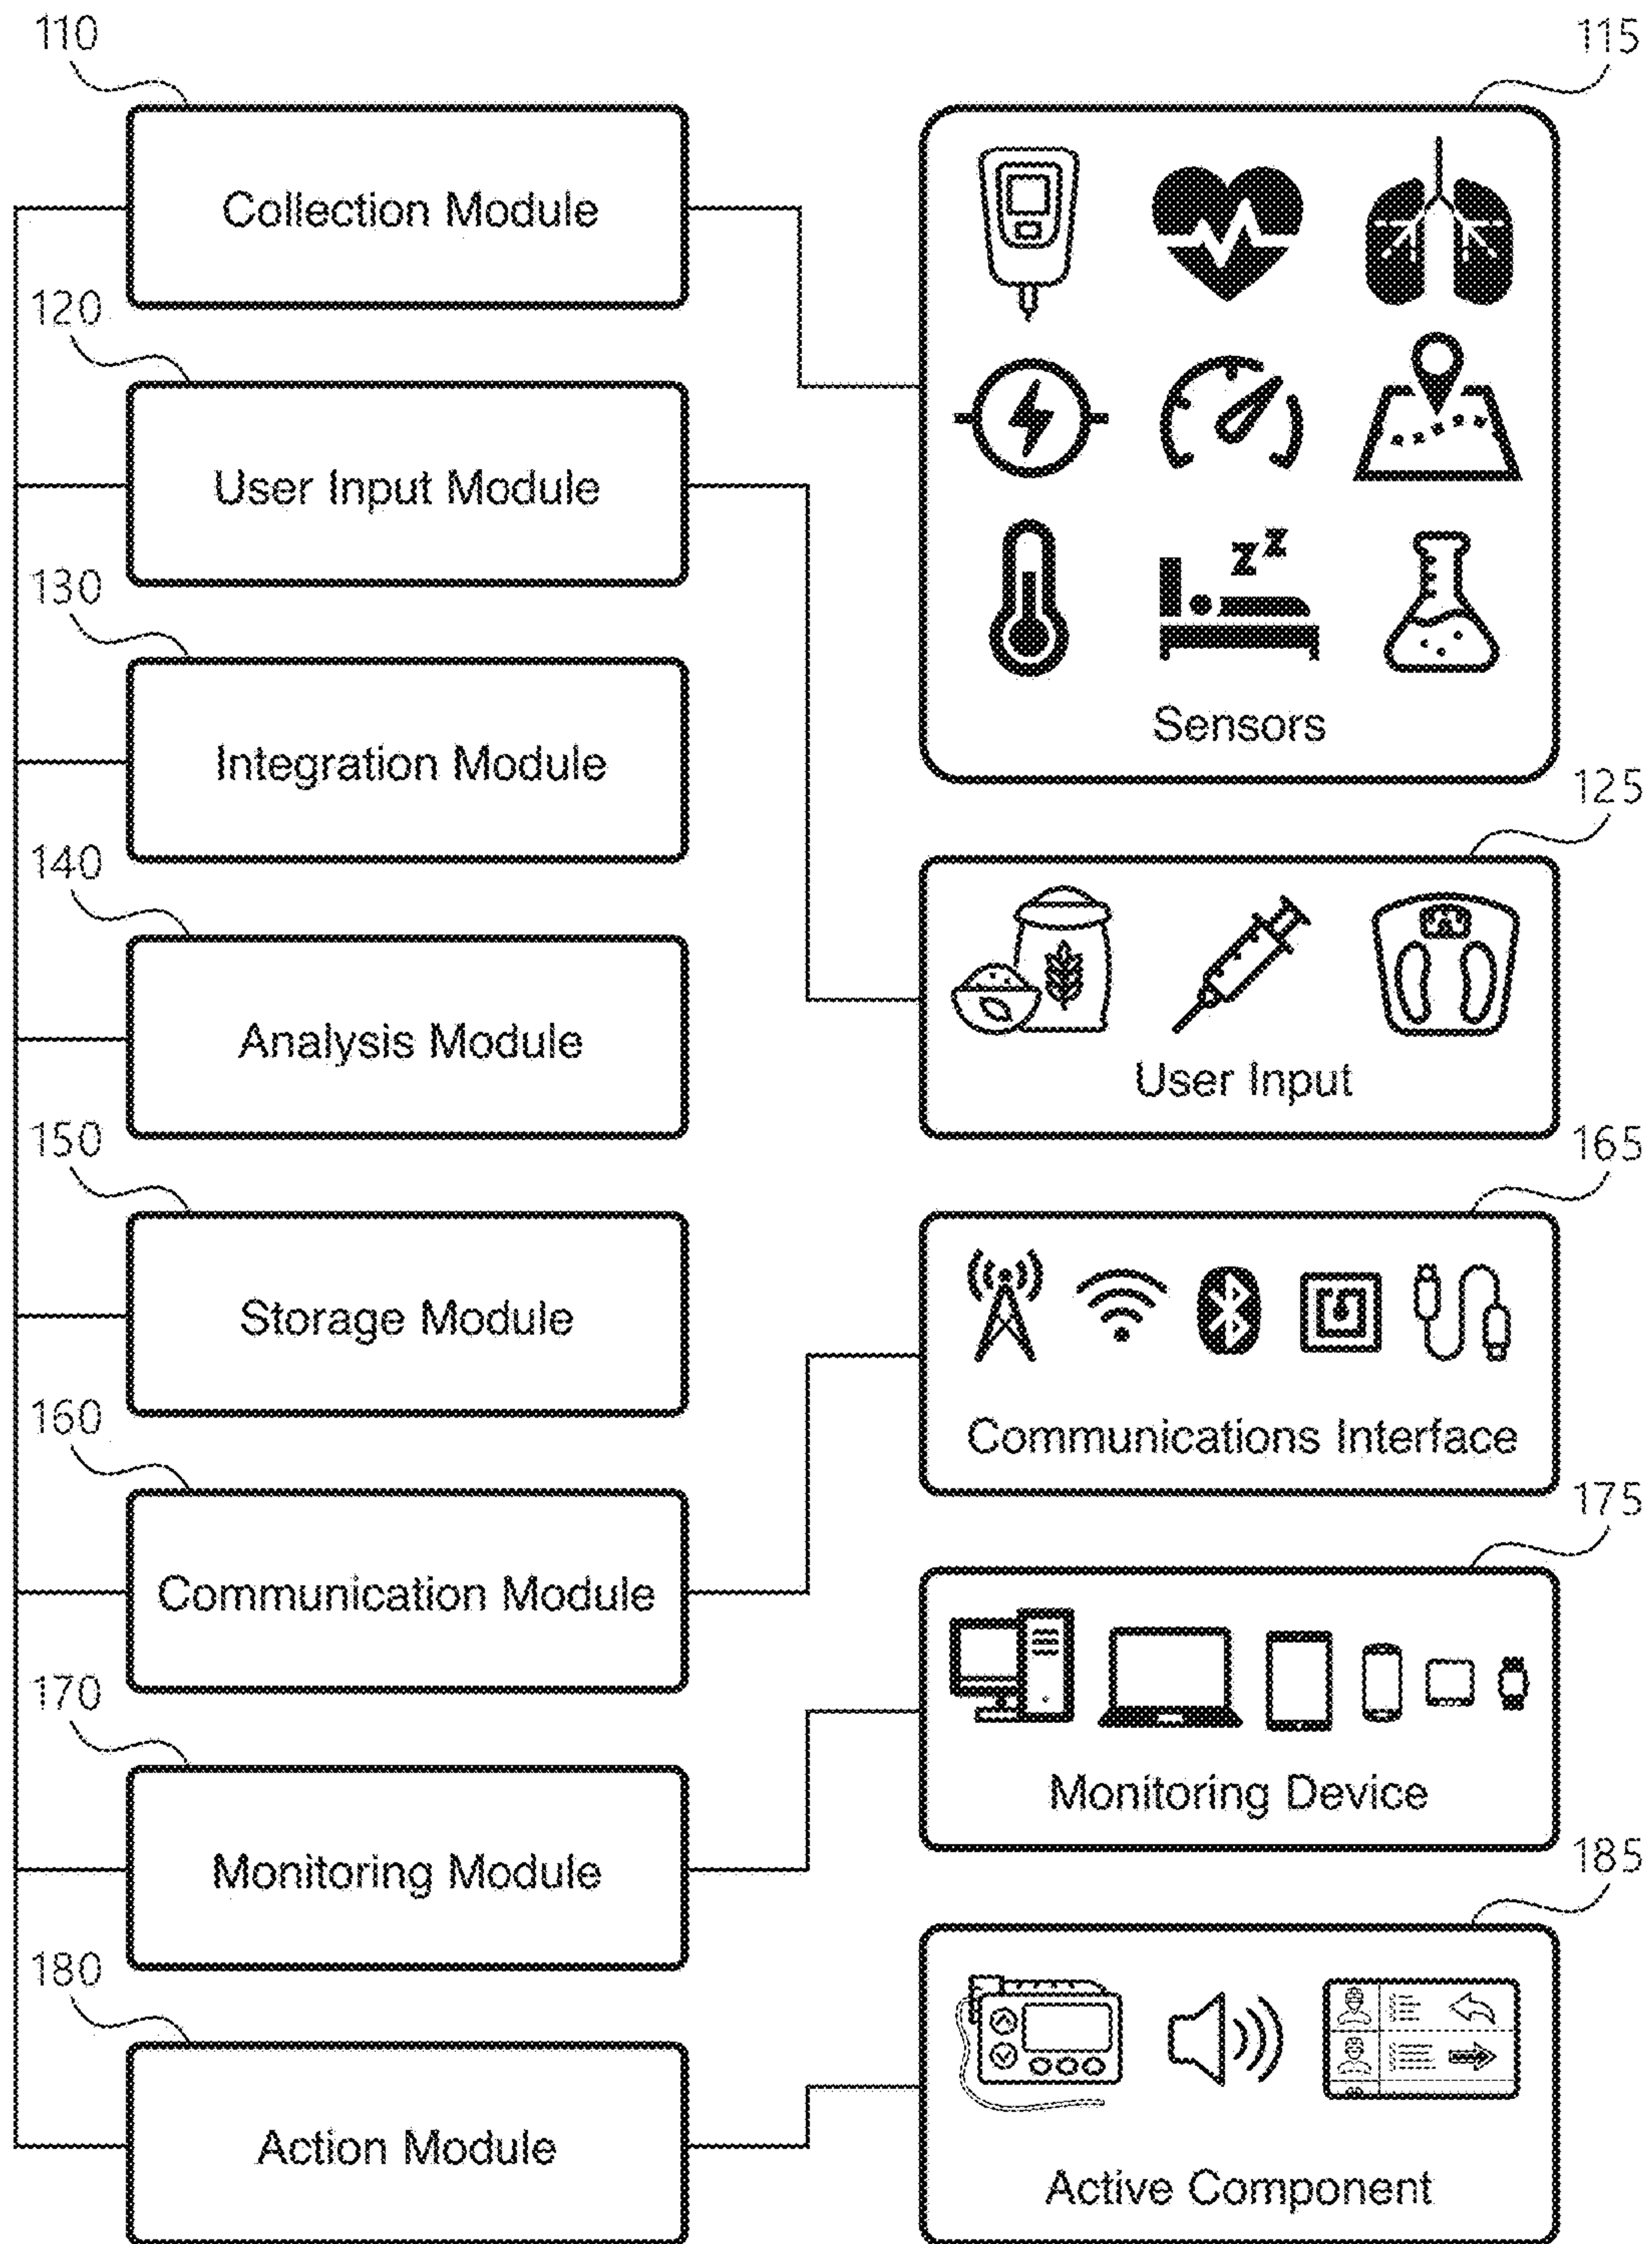 110
115
Collection Module
120
User Input Module
Sensors
130
Integration Module
125
140
Analysis Module
User Input
150
165
Storage Module
160
Communications Interface
175
Communication Module
170
Monitoring Device
Monitoring Module
185
180
Action Module
Active Component